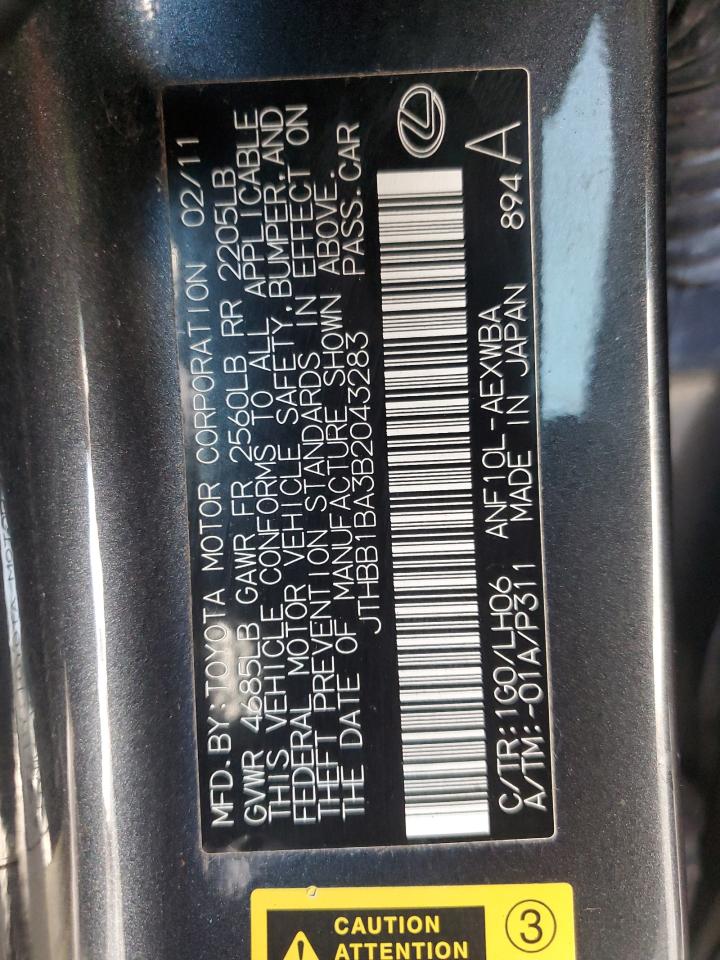 MFD.BY:TOYOTA MOTOR CORPORATION 02/11
GVWR 4685LB GAWR FR 2560LB RR 2205LB
THIS VEHICLE CONFORMS TO ALL APPLICABLE
FEDERAL MOTOR VEHICLE SAFETY,BUMPER,AND
THEFT PREVENTION STANDARDS IN EFFECT ON
THE DATE OF MANUFACTURE SHOWN ABOVE.
JTHBB1BA3B2043283 PASS.CAR
C/TR:1G0/LH06 ANF10L-AEXWBA 894A
A/TM:-01A/P311 MADE IN JAPAN
CAUTION
ATTENTION
3